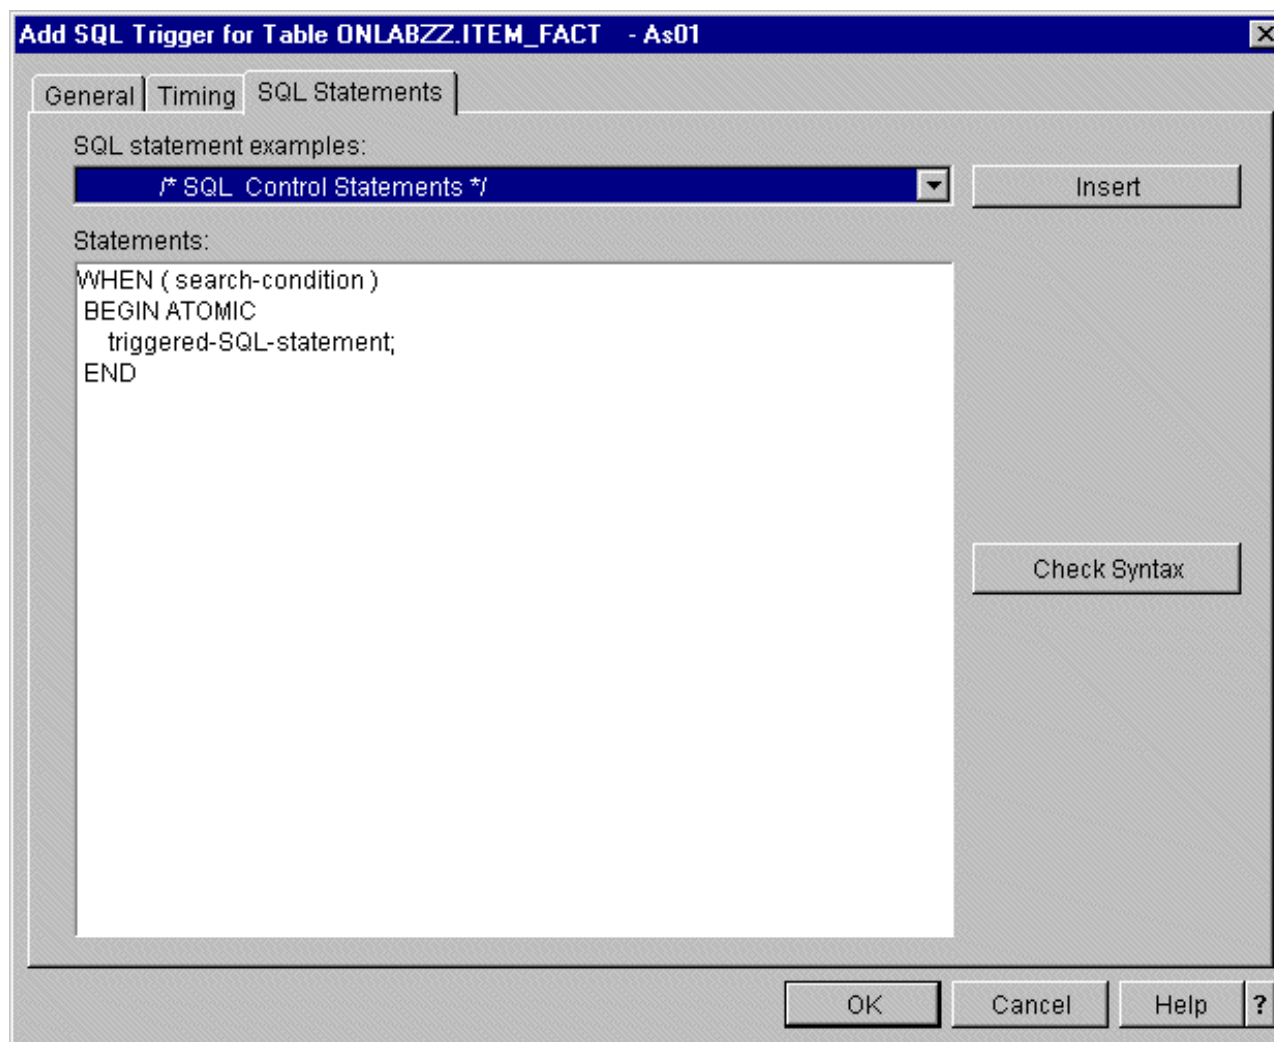 Add SQL Trigger for Table ONLABZZ.ITEM_FACT - As01
General Timing SQL Statements
SQL statement examples:
/* SQL Control Statements */ Insert
Statements:
WHEN ( search-condition )
BEGIN ATOMIC
triggered-SQL-statement;
END
Check Syntax
OK Cancel Help ?